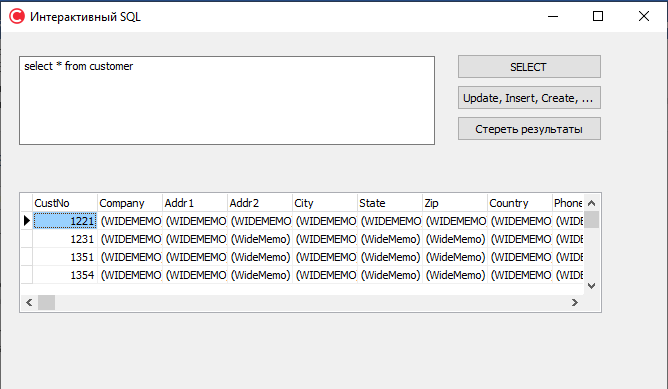 Интерактивный SQL
select * from customer
SELECT
Update, Insert, Create, ...
Стереть результаты
CustNo Company Addr1 Addr2 City State Zip Country Phone
1221 (WIDEMEMO (WIDEMEMO (WIDEMEMO (WIDEMEMO (WIDEMEMO (WIDEMEMO (WIDEMEMO (WIDE
1231 (WIDEMEMO (WIDEMEMO (WideMemo) (WIDEMEMO (WideMemo) (WideMemo) (WIDEMEMO (WIDE
1351 (WIDEMEMO (WIDEMEMO (WideMemo) (WIDEMEMO (WideMemo) (WideMemo) (WIDEMEMO (WIDE
1354 (WIDEMEMO (WIDEMEMO (WideMemo) (WIDEMEMO (WideMemo) (WideMemo) (WIDEMEMO (WIDE